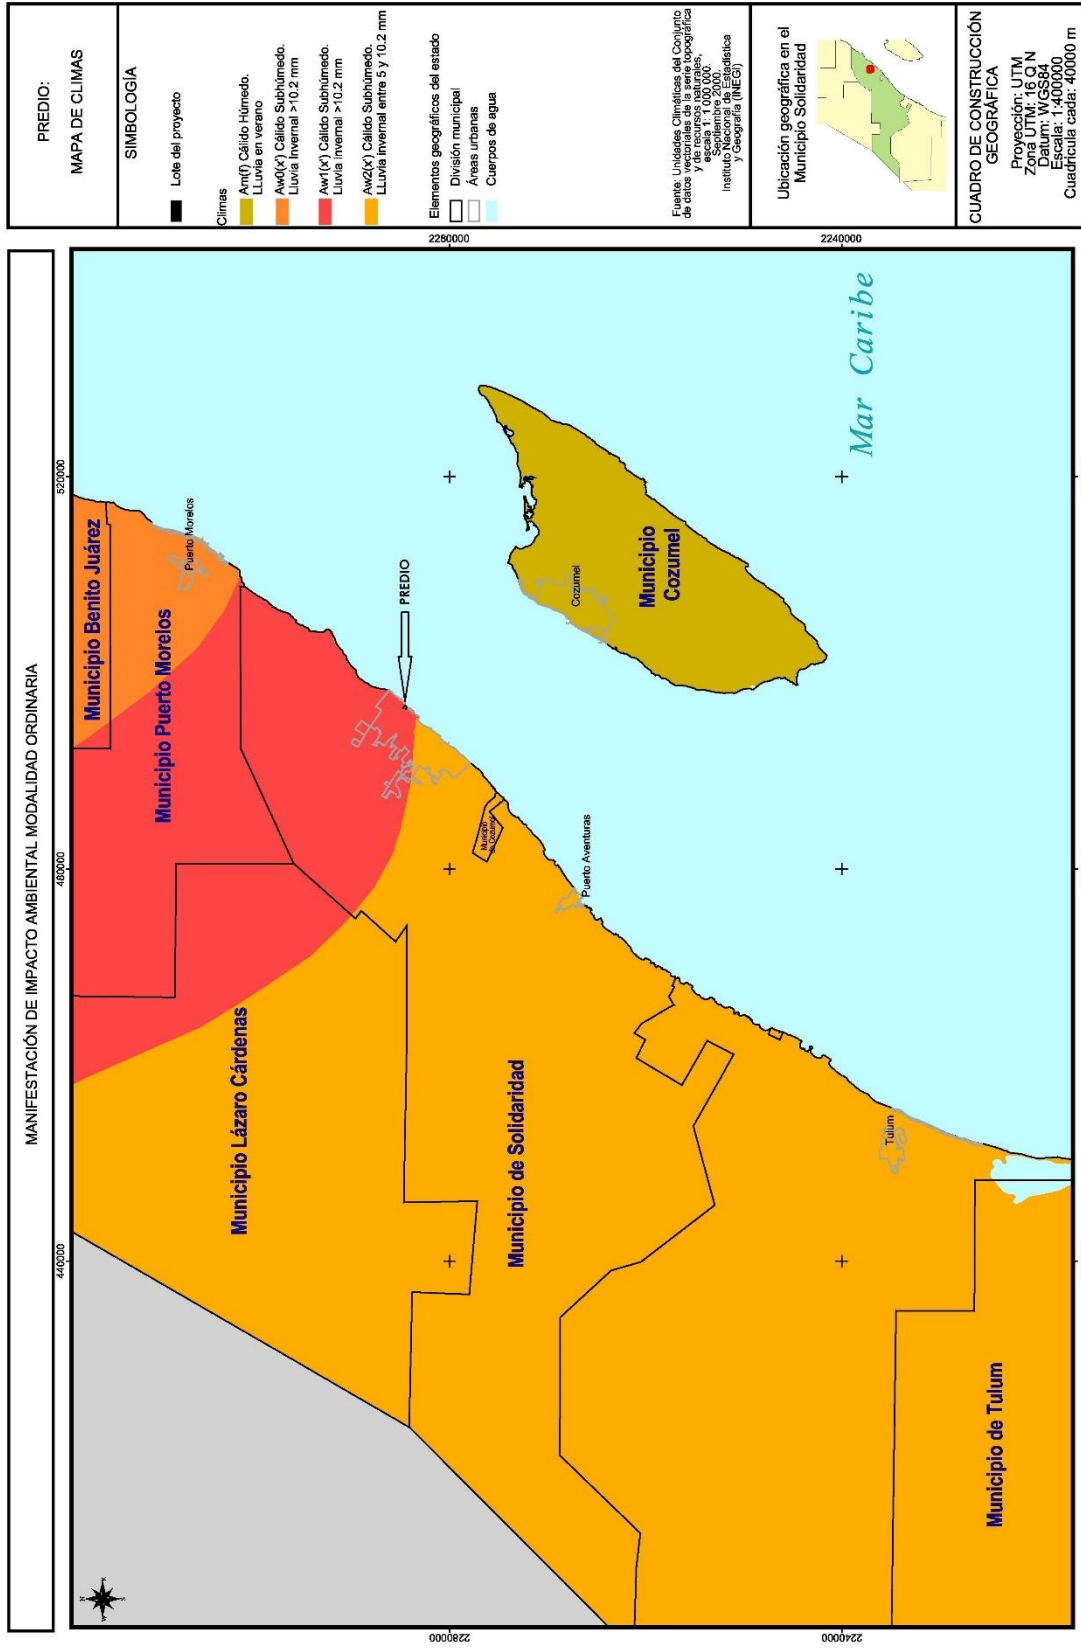 MANIFESTACIÓN DE IMPACTO AMBIENTAL MODALIDAD ORDINARIA
440000
480000
520000
2280000
2240000
2280000
2240000
Municipio Benito Juárez
Municipio Puerto Morelos
Puerto Morelos
Municipio Lázaro Cárdenas
Municipio de Solidaridad
PREDIO
Municipio
de Cozumel
Puerto Aventuras
Cozumel
Municipio
Cozumel
Tulum
Municipio de Tulum
Mar Caribe
PREDIO:
MAPA DE CLIMAS
SIMBOLOGÍA
Lote del proyecto
Climas
Am(f) Cálido Húmedo.
LLuvia en verano
Aw0(x') Cálido Subhúmedo.
Lluvia invernal >10.2 mm
Aw1(x') Cálido Subhúmedo.
Lluvia invernal >10.2 mm
Aw2(x') Cálido Subhúmedo.
LLuvia invernal entre 5 y 10.2 mm
Elementos geográficos del estado
División municipal
Áreas urbanas
Cuerpos de agua
Fuente: Unidades Climáticas del Conjunto
de datos vectoriales de la serie topográfica
y de recursos naturales,
escala 1: 1 000 000.
Septiembre 2000.
Instituto Nacional de Estadística
y Geografía (INEGI)
Ubicación geográfica en el
Municipio Solidaridad
CUADRO DE CONSTRUCCIÓN
GEOGRÁFICA
Proyección: UTM
Zona UTM: 16 Q N
Datum: WGS84
Escala: 1:400000
Cuadrícula cada: 40000 m